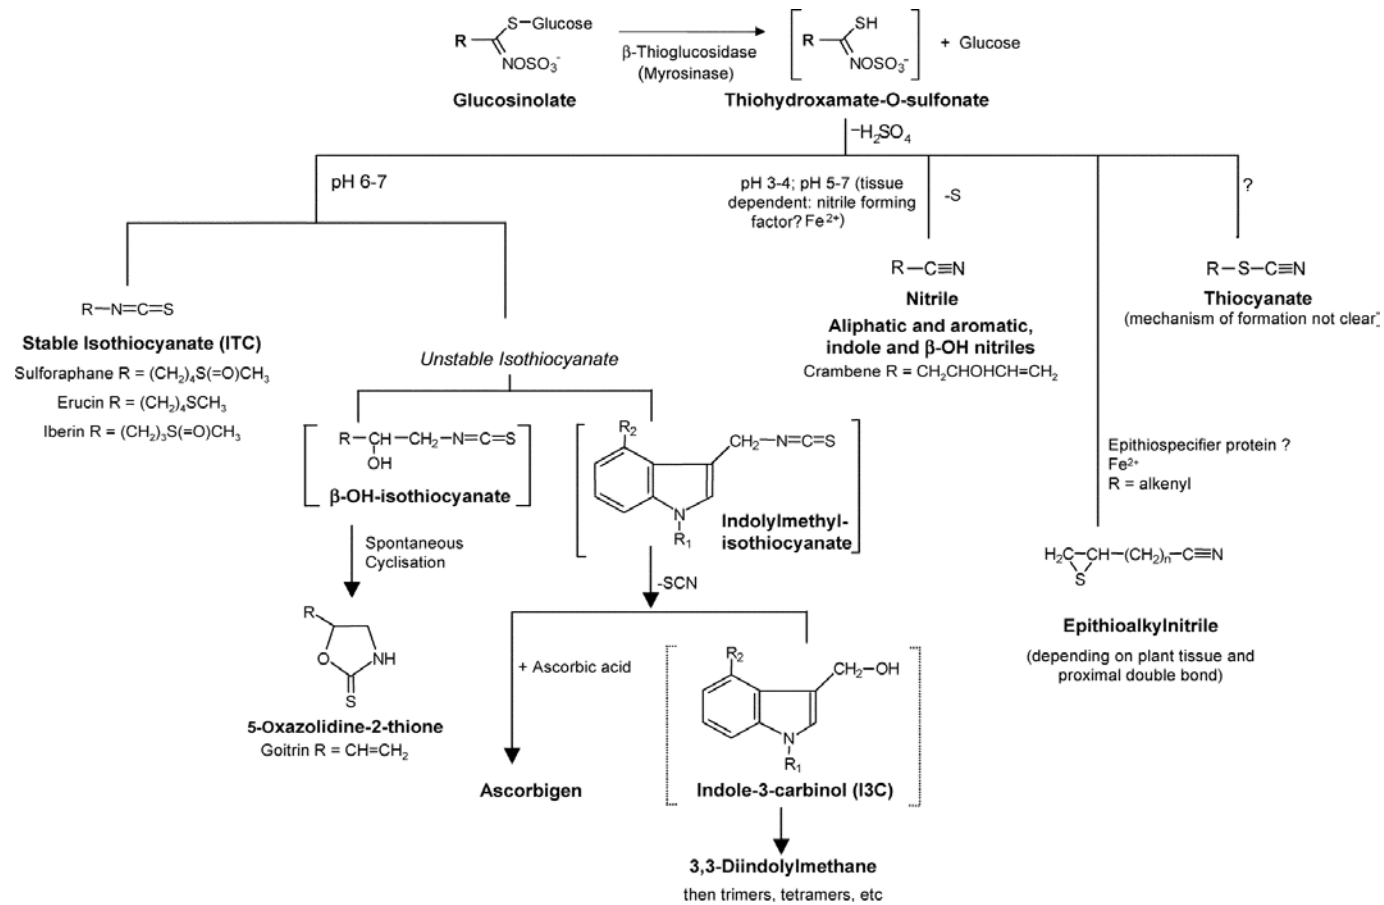 S–Glucose
R
NOSO₃⁻
Glucosinolate
β-Thioglucosidase
(Myrosinase)
SH
R
NOSO₃⁻
+ Glucose
Thiohydroxamate-O-sulfonate
−H₂SO₄
pH 6-7
pH 3-4; pH 5-7 (tissue
dependent: nitrile forming
factor? Fe²⁺)
-S
?
R–N=C=S
Stable Isothiocyanate (ITC)
Sulforaphane R = (CH₂)₄S(=O)CH₃
Erucin R = (CH₂)₄SCH₃
Iberin R = (CH₂)₃S(=O)CH₃
Unstable Isothiocyanate
R–C≡N
Nitrile
Aliphatic and aromatic,
indole and β-OH nitriles
Crambene R = CH₂CHOHCH=CH₂
R–S–C≡N
Thiocyanate
(mechanism of formation not clear)
R–CH–CH₂–N=C=S
OH
β-OH-isothiocyanate
R₂
CH₂–N=C=S
N
R₁
Indolylmethyl-
isothiocyanate
Epithiospecifier protein ?
Fe²⁺
R = alkenyl
H₂C–CH–(CH₂)n–C≡N
S
Epithioalkylnitrile
(depending on plant tissue and
proximal double bond)
Spontaneous
Cyclisation
-SCN
R
O
NH
S
5-Oxazolidine-2-thione
Goitrin R = CH=CH₂
+ Ascorbic acid
Ascorbigen
R₂
CH₂–OH
N
R₁
Indole-3-carbinol (I3C)
3,3-Diindolylmethane
then trimers, tetramers, etc